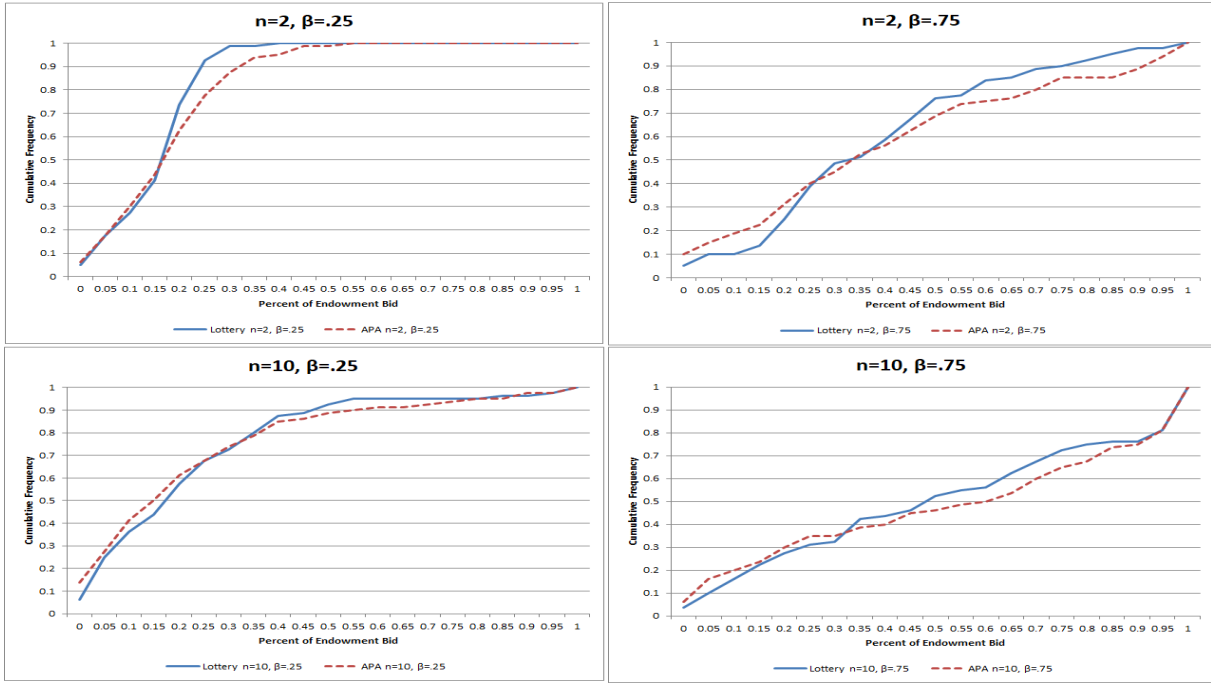 n=2, β=.25
Cumulative Frequency
1
0.9
0.8
0.7
0.6
0.5
0.4
0.3
0.2
0.1
0
0 0.05 0.1 0.15 0.2 0.25 0.3 0.35 0.4 0.45 0.5 0.55 0.6 0.65 0.7 0.75 0.8 0.85 0.9 0.95 1
Percent of Endowment Bid
Lottery n=2, β=.25 APA n=2, β=.25
n=2, β=.75
Cumulative Frequency
1
0.9
0.8
0.7
0.6
0.5
0.4
0.3
0.2
0.1
0
0 0.05 0.1 0.15 0.2 0.25 0.3 0.35 0.4 0.45 0.5 0.55 0.6 0.65 0.7 0.75 0.8 0.85 0.9 0.95 1
Percent of Endowment Bid
Lottery n=2, β=.75 APA n=2, β=.75
n=10, β=.25
Cumulative Frequency
1
0.9
0.8
0.7
0.6
0.5
0.4
0.3
0.2
0.1
0
0 0.05 0.1 0.15 0.2 0.25 0.3 0.35 0.4 0.45 0.5 0.55 0.6 0.65 0.7 0.75 0.8 0.85 0.9 0.95 1
Percent of Endowment Bid
Lottery n=10, β=.25 APA n=10, β=.25
n=10, β=.75
Cumulative Frequency
1
0.9
0.8
0.7
0.6
0.5
0.4
0.3
0.2
0.1
0
0 0.05 0.1 0.15 0.2 0.25 0.3 0.35 0.4 0.45 0.5 0.55 0.6 0.65 0.7 0.75 0.8 0.85 0.9 0.95 1
Percent of Endowment Bid
Lottery n=10, β=.75 APA n=10, β=.75